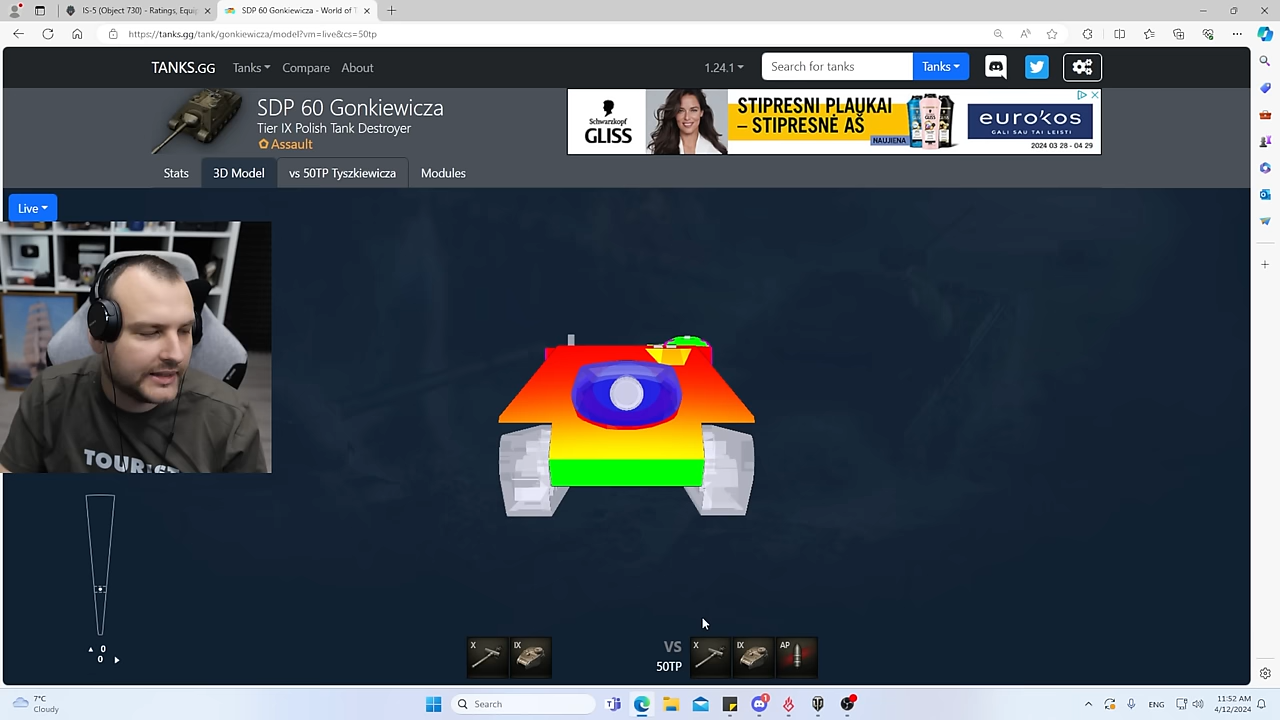 IS-5 (Object 730) - Ratings, Equip
SDP 60 Gonkiewicza - World of T
https://tanks.gg/tank/gonkiewicza/model?vm=live&cs=50tp
TANKS.GG
Tanks
Compare
About
1.24.1
Search for tanks
Tanks
SDP 60 Gonkiewicza
Tier IX Polish Tank Destroyer
Assault
Schwarzkopf
GLISS
STIPRESNI PLAUKAI
– STIPRESNĖ AŠ
NAUJIENA
eurokos
GALI SAU TAI LEISTI
2024 03 28 - 04 29
Stats
3D Model
vs 50TP Tyszkiewicza
Modules
Live
TOURIST
0
0
X
IX
VS
50TP
X
IX
AP
7°C
Cloudy
Search
1
ENG
11:52 AM
4/12/2024